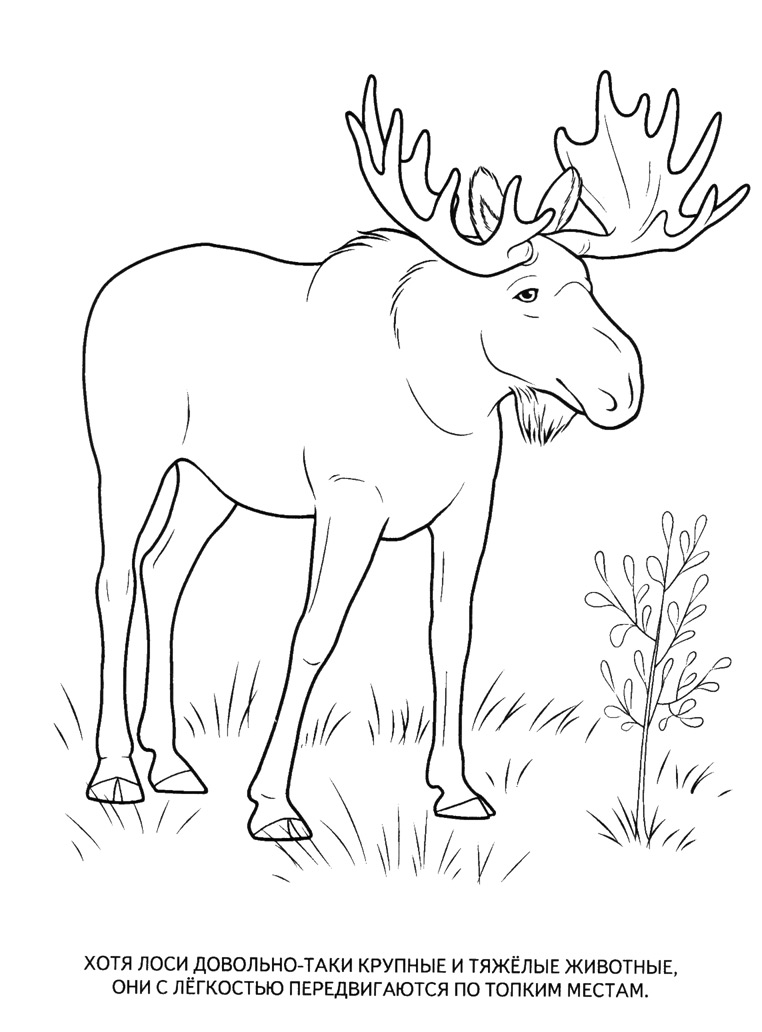 ХОТЯ ЛОСИ ДОВОЛЬНО-ТАКИ КРУПНЫЕ И ТЯЖЁЛЫЕ ЖИВОТНЫЕ,
ОНИ С ЛЁГКОСТЬЮ ПЕРЕДВИГАЮТСЯ ПО ТОПКИМ МЕСТАМ.